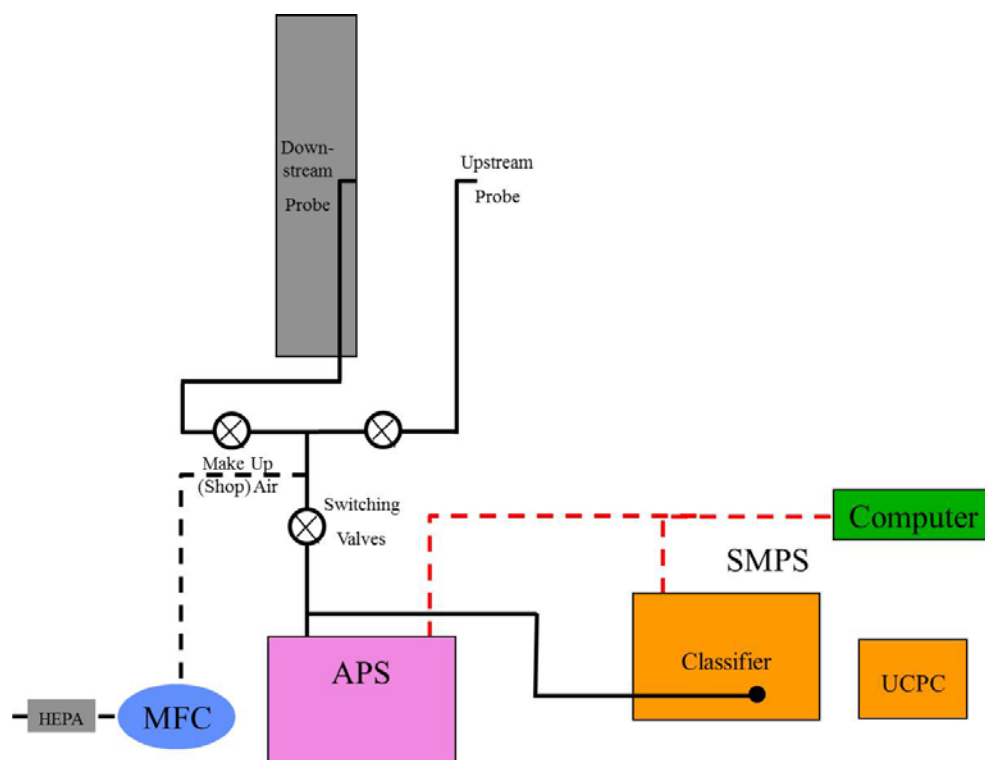 Down-
stream
Probe
Upstream
Probe
Make Up
(Shop) Air
Switching
Valves
Computer
SMPS
Classifier
UCPC
APS
MFC
HEPA